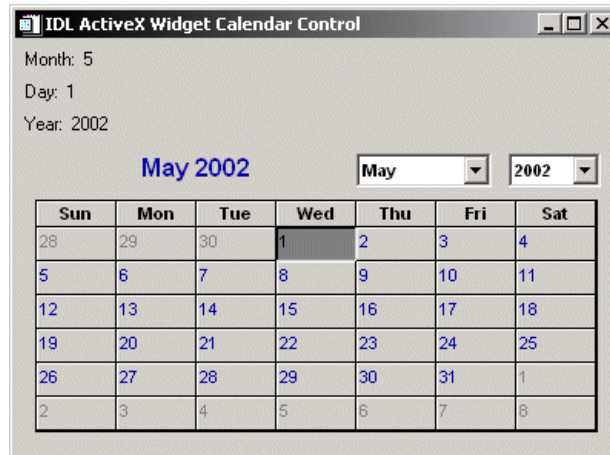 IDL ActiveX Widget Calendar Control
Month: 5
Day: 1
Year: 2002
May 2002 May 2002
Sun Mon Tue Wed Thu Fri Sat
28 29 30 1 2 3 4
5 6 7 8 9 10 11
12 13 14 15 16 17 18
19 20 21 22 23 24 25
26 27 28 29 30 31 1
2 3 4 5 6 7 8